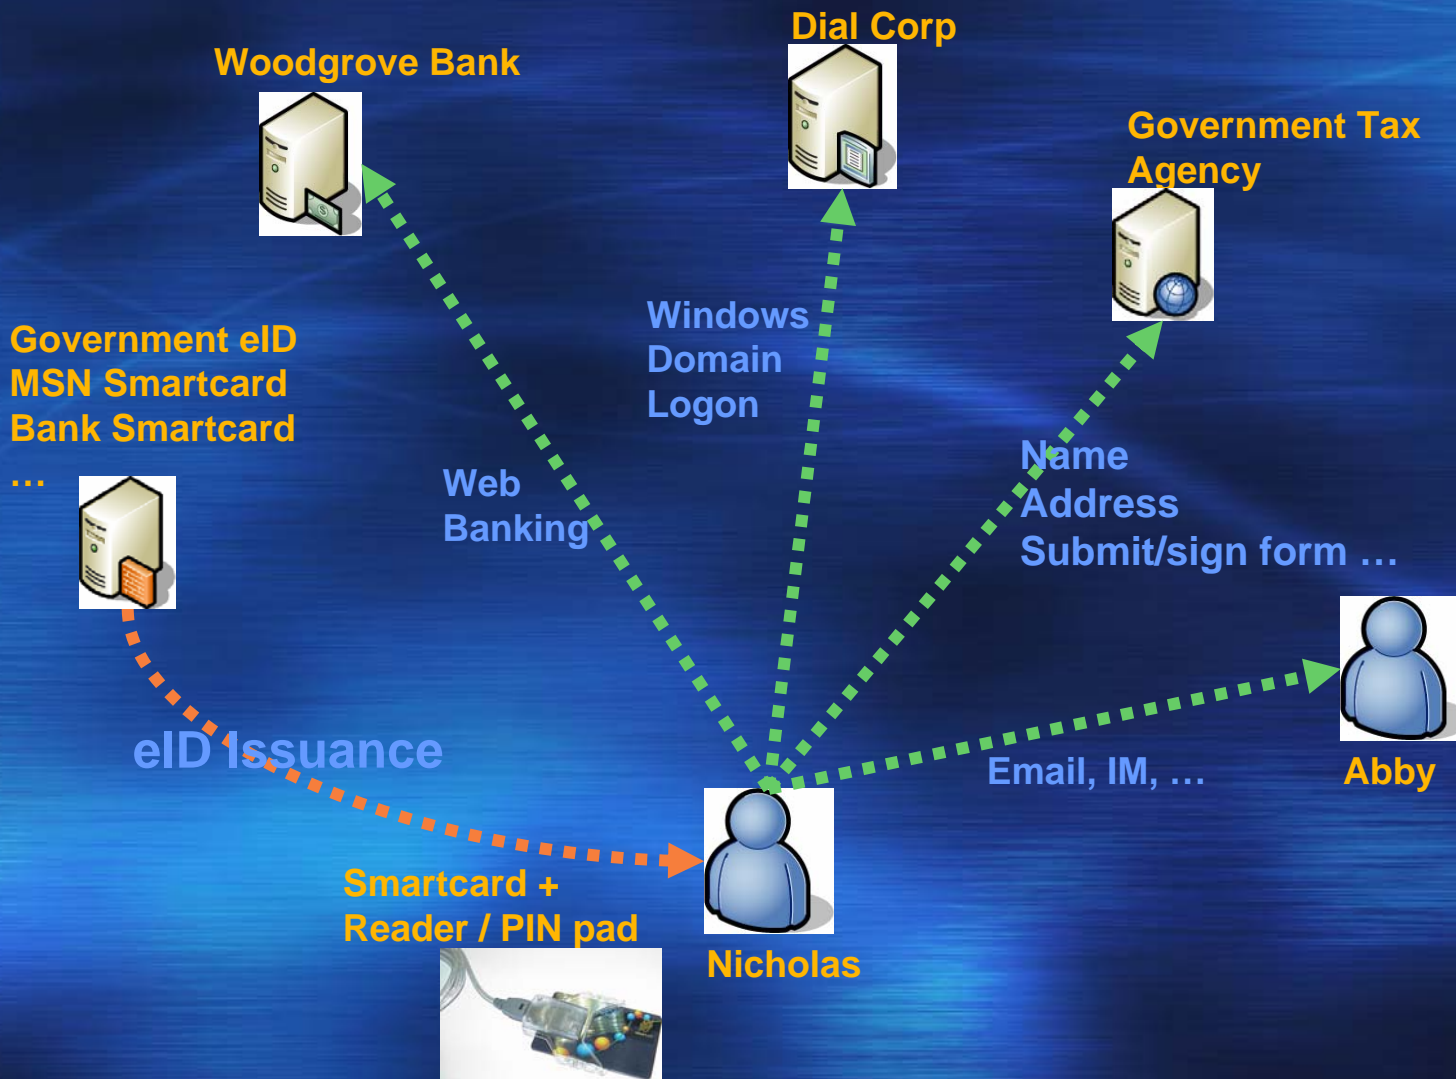 Dial Corp
Woodgrove Bank
Government Tax
Agency
Windows
Domain
Logon
Government eID
MSN Smartcard
Bank Smartcard
…
Web
Banking
Name
Address
Submit/sign form …
eID Issuance
Email, IM, …
Abby
Smartcard +
Reader / PIN pad
Nicholas